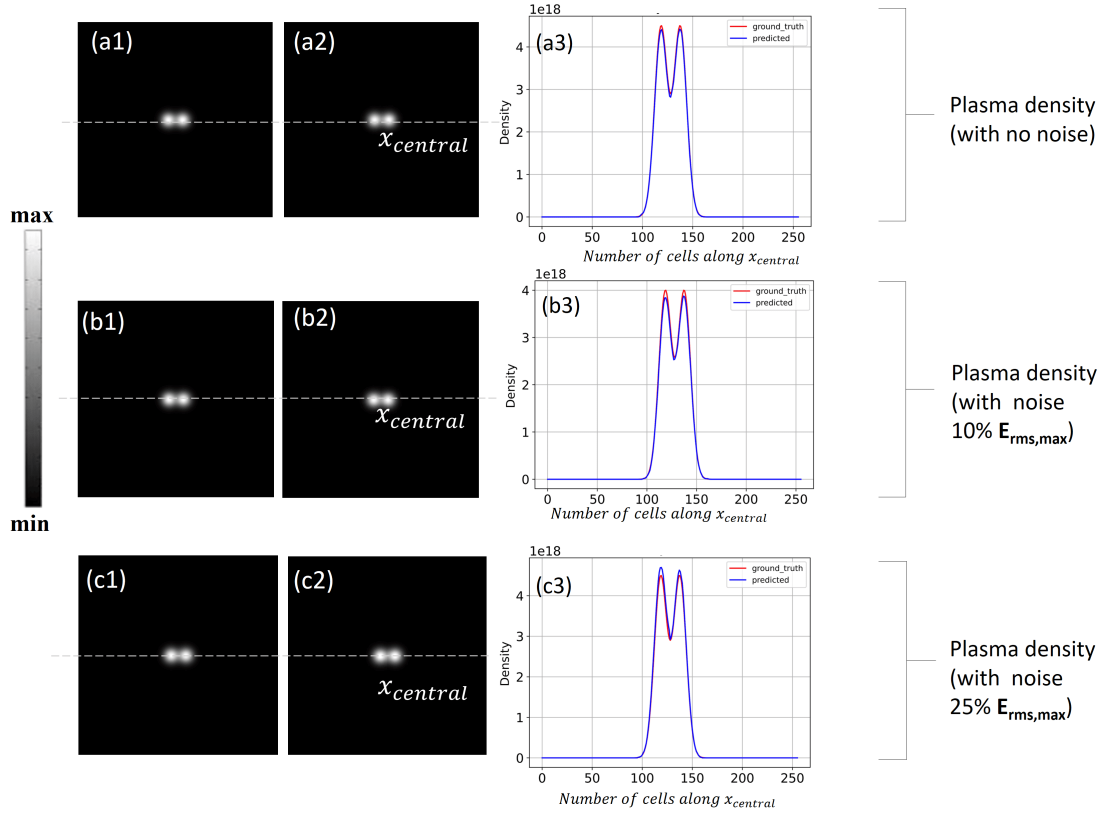 (a1)
(a2)
x_central
1e18
(a3)
ground_truth
predicted
Density
4
3
2
1
0
0 50 100 150 200 250
Number of cells along x_central
Plasma density
(with no noise)
max
min
(b1)
(b2)
x_central
1e18
(b3)
ground_truth
predicted
Density
4
3
2
1
0
0 50 100 150 200 250
Number of cells along x_central
Plasma density
(with noise
10% E_rms,max)
(c1)
(c2)
x_central
1e18
(c3)
ground_truth
predicted
Density
4
3
2
1
0
0 50 100 150 200 250
Number of cells along x_central
Plasma density
(with noise
25% E_rms,max)